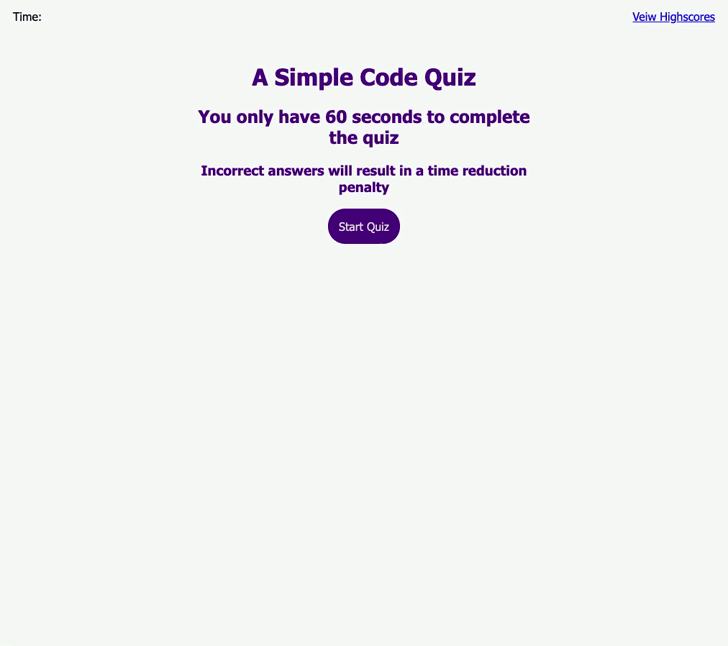 Time:
Veiw Highscores
A Simple Code Quiz
You only have 60 seconds to complete
the quiz
Incorrect answers will result in a time reduction
penalty
Start Quiz